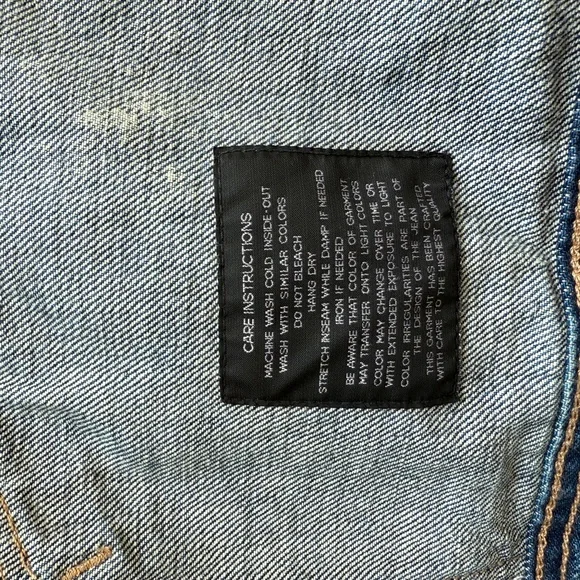 CARE INSTRUCTIONS
MACHINE WASH COLD INSIDE-OUT
WASH WITH SIMILAR COLORS
DO NOT BLEACH
HANG DRY
STRETCH INSEAM WHILE DAMP IF NEEDED
IRON IF NEEDED
BE AWARE THAT COLOR OF GARMENT
MAY TRANSFER ONTO LIGHT COLORS
COLOR MAY CHANGE OVER TIME OR
WITH EXTENDED EXPOSURE TO LIGHT
COLOR IRREGULARITIES ARE PART OF
THE DESIGN OF THE JEAN
THIS GARMENT HAS BEEN CRAFTED
WITH CARE TO THE HIGHEST QUALITY